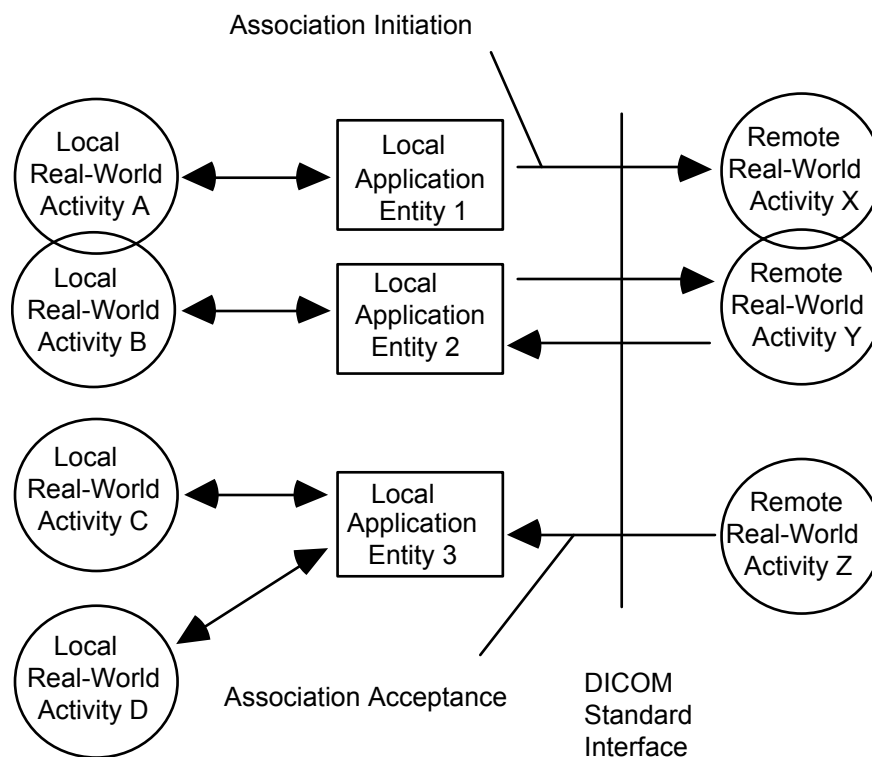 Association Initiation
Local
Real-World
Activity A
Local
Application
Entity 1
Remote
Real-World
Activity X
Local
Real-World
Activity B
Local
Application
Entity 2
Remote
Real-World
Activity Y
Local
Real-World
Activity C
Local
Application
Entity 3
Remote
Real-World
Activity Z
Local
Real-World
Activity D
Association Acceptance
DICOM
Standard
Interface